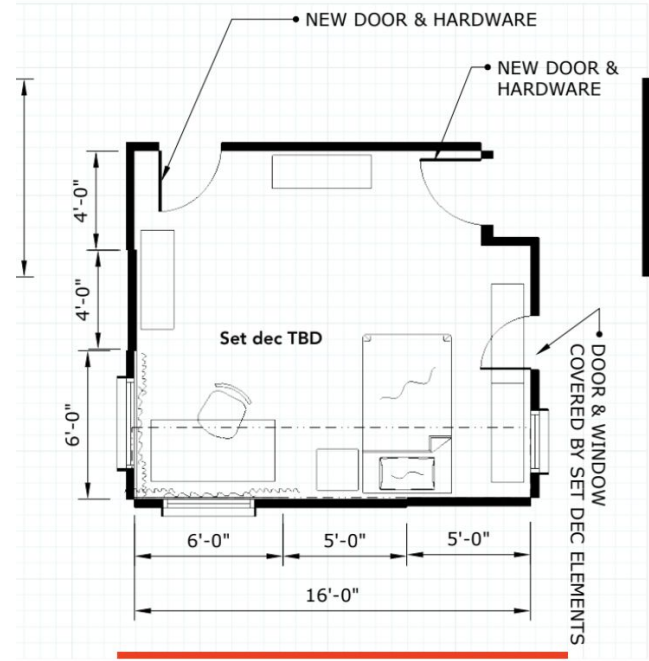 NEW DOOR & HARDWARE
NEW DOOR &
HARDWARE
4'-0"
4'-0"
6'-0"
Set dec TBD
DOOR & WINDOW
COVERED BY SET DEC ELEMENTS
6'-0"
5'-0"
5'-0"
16'-0"